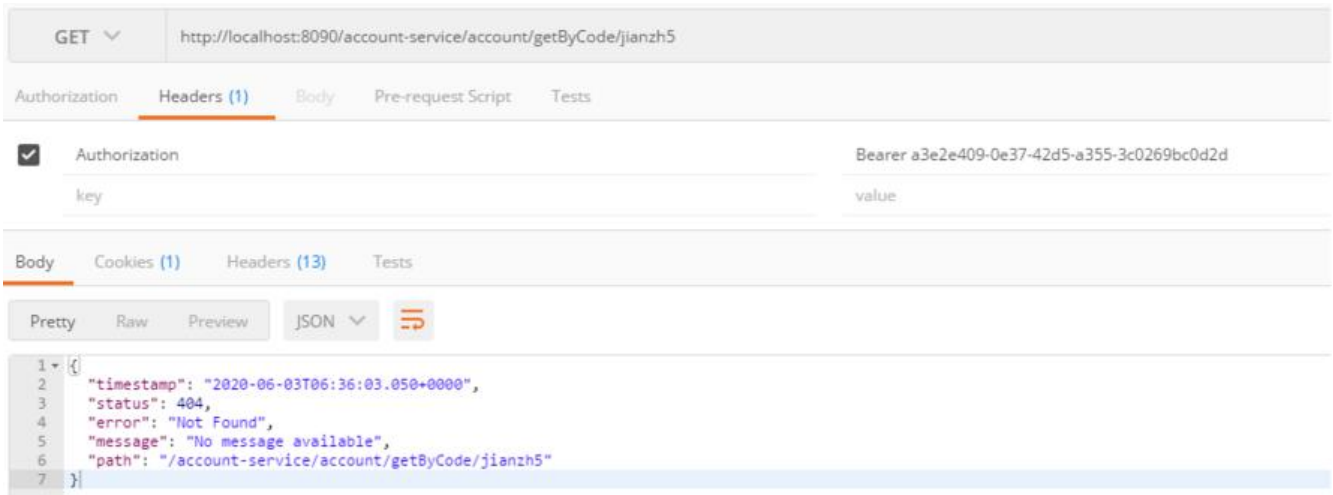 GET http://localhost:8090/account-service/account/getByCode/jianzh5
Authorization Headers (1) Body Pre-request Script Tests
Authorization Bearer a3e2e409-0e37-42d5-a355-3c0269bc0d2d
key value
Body Cookies (1) Headers (13) Tests
Pretty Raw Preview JSON
1 {
2 "timestamp": "2020-06-03T06:36:03.050+0000",
3 "status": 404,
4 "error": "Not Found",
5 "message": "No message available",
6 "path": "/account-service/account/getByCode/jianzh5"
7 }